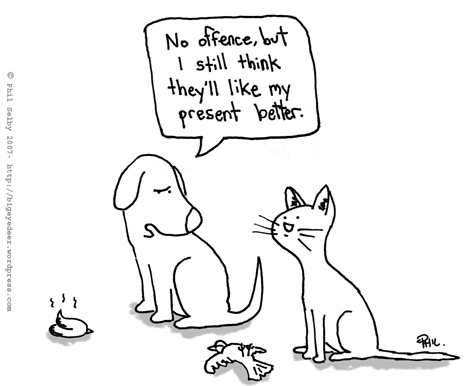 No offence, but
I still think
they'll like my
present better.
© Phil Selby 2007- http://bigeyedeer.wordpress.com
PHIL.